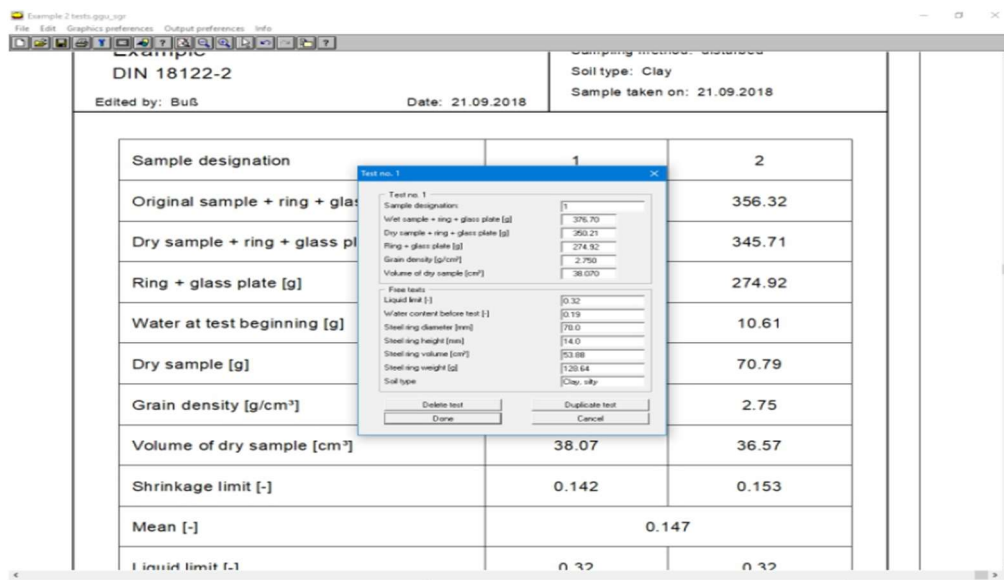 Example 2 tests.ggu_sgr
File Edit Graphics preferences Output preferences Info
Example
DIN 18122-2
Edited by: Buß Date: 21.09.2018
Sampling method: disturbed
Soil type: Clay
Sample taken on: 21.09.2018
Sample designation 1 2
Original sample + ring + glas 356.32
Dry sample + ring + glass pl 345.71
Ring + glass plate [g] 274.92
Water at test beginning [g] 10.61
Dry sample [g] 70.79
Grain density [g/cm³] 2.75
Volume of dry sample [cm³] 38.07 36.57
Shrinkage limit [-] 0.142 0.153
Mean [-] 0.147
Liquid limit [-] 0.32 0.32
Test no. 1
Test no. 1
Sample designation: 1
Wet sample + ring + glass plate [g] 376.70
Dry sample + ring + glass plate [g] 350.21
Ring + glass plate [g] 274.92
Grain density [g/cm³] 2.750
Volume of dry sample [cm³] 38.070
Free texts
Liquid limit [-] 0.32
Water content before test [-] 0.19
Steel ring diameter [mm] 70.0
Steel ring height [mm] 14.0
Steel ring volume [cm³] 53.88
Steel ring weight [g] 128.64
Soil type Clay, silty
Delete test Duplicate test
Done Cancel